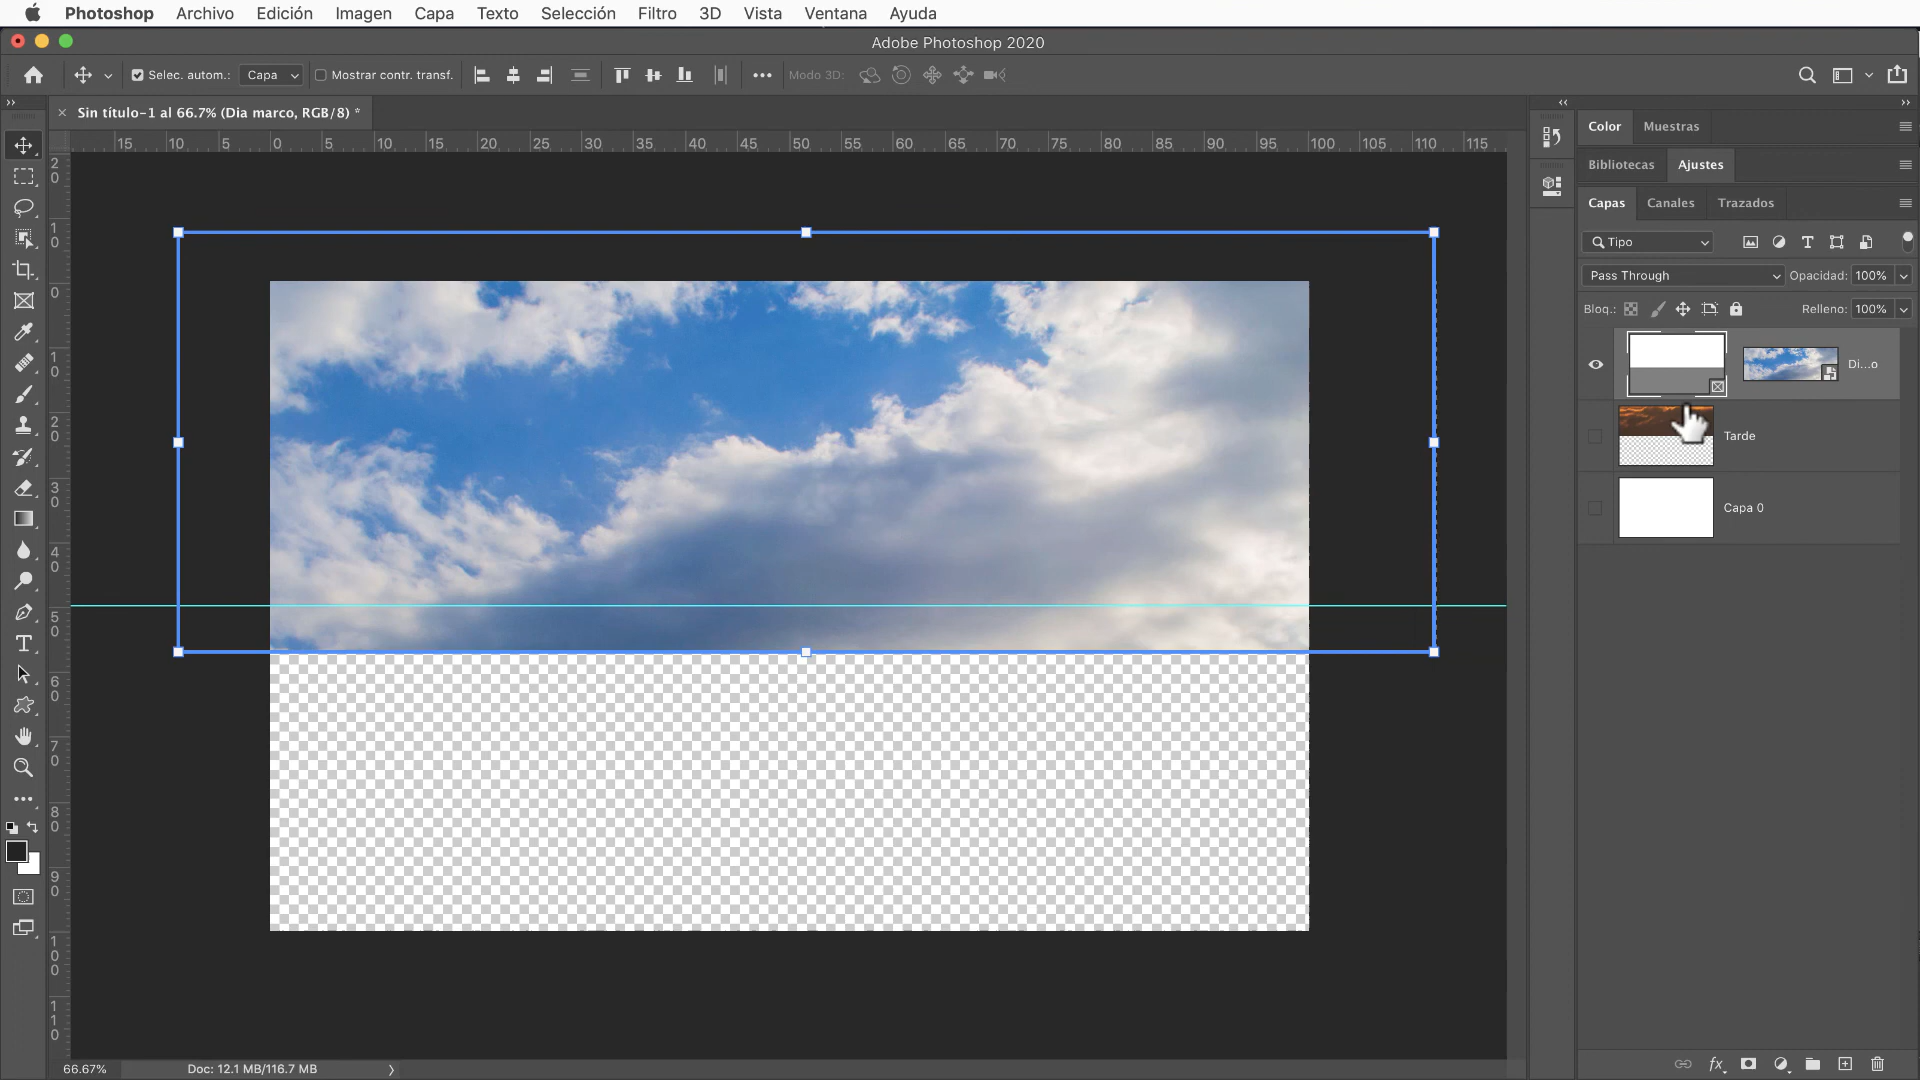 Photoshop Archivo Edición Imagen Capa Texto Selección Filtro 3D Vista Ventana Ayuda
Adobe Photoshop 2020
Selec. autom.: Capa Mostrar contr. transf. Modo 3D:
Sin título-1 al 66.7% (Dia marco, RGB/8) *
15 10 5 0 5 10 15 20 25 30 35 40 45 50 55 60 65 70 75 80 85 90 95 100 105 110 115
20
10
0
10
20
30
40
50
60
70
80
90
100
110
Color Muestras
Bibliotecas Ajustes
Capas Canales Trazados
Tipo
Pass Through Opacidad: 100%
Bloq.: Relleno: 100%
Di...o
Tarde
Capa 0
fx
66.67% Doc: 12.1 MB/116.7 MB